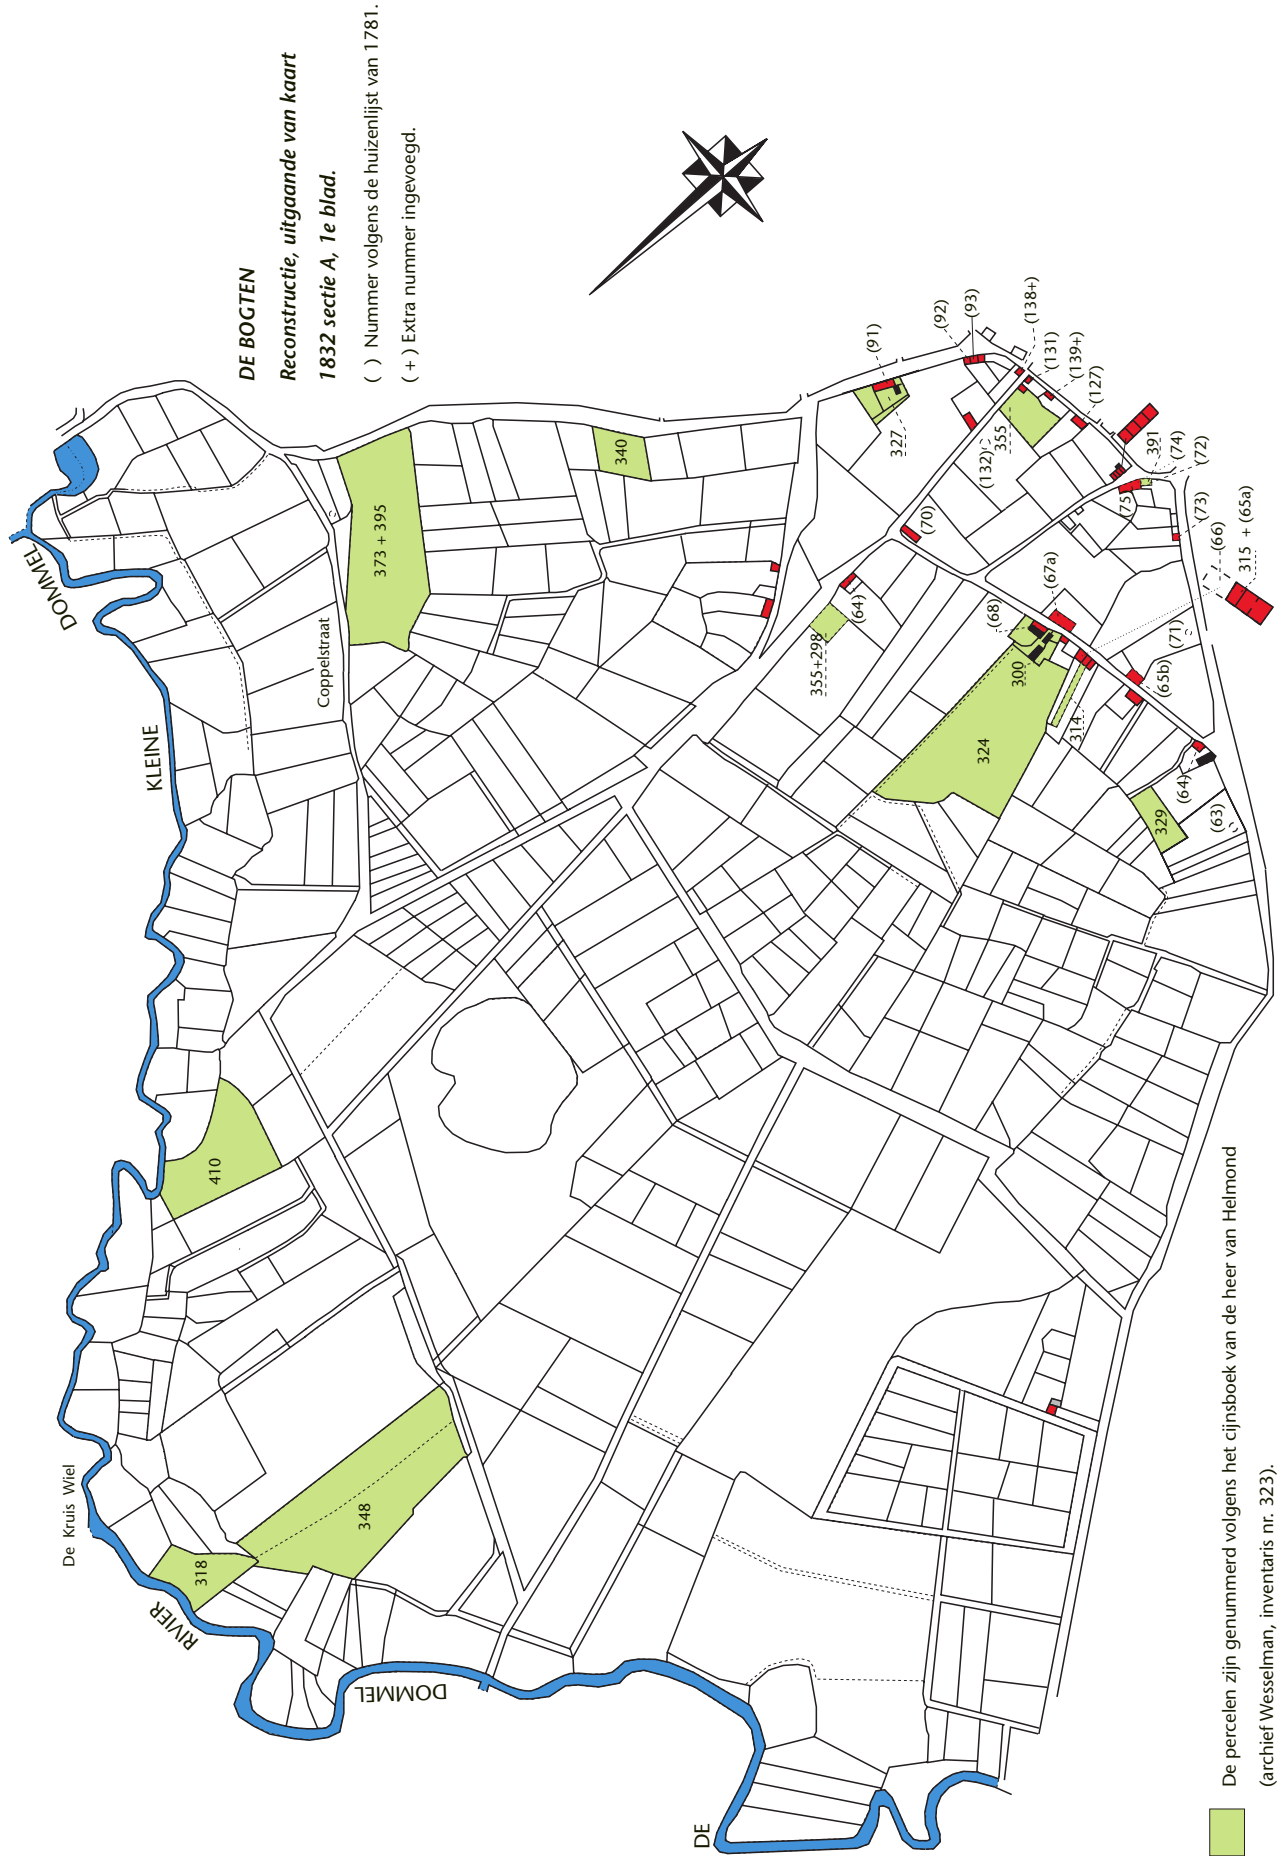 DE BOGTEN
Reconstructie, uitgaande van kaart
1832 sectie A, 1e blad.
( ) Nummer volgens de huizenlijst van 1781.
( + ) Extra nummer ingevoegd.
DOMMEL
KLEINE
De Kruis Wiel
RIVIER
DOMMEL
DE
Coppelstraat
373 + 395
340
410
348
318
(91)
327
(92)
(93)
(138+)
(131)
(139+)
(127)
355
(132)
391
(74)
(72)
(75)
(73)
(66)
315 + (65a)
(70)
(67a)
(68)
(64)
355+298
300
324
314
(71)
(65b)
(64)
(63)
329
De percelen zijn genummerd volgens het cijnsboek van de heer van Helmond
(archief Wesselman, inventaris nr. 323).